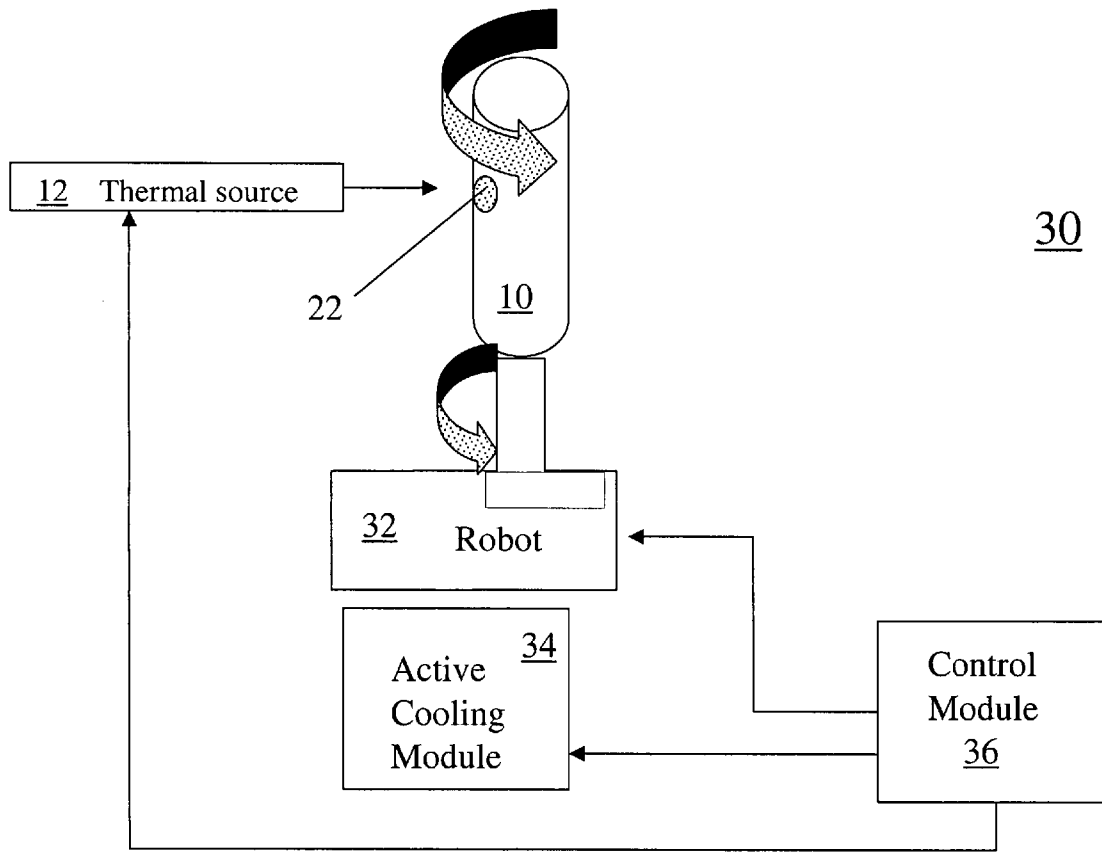 12 Thermal source
30
22
10
32
Robot
34
Active
Cooling
Module
Control
Module
36